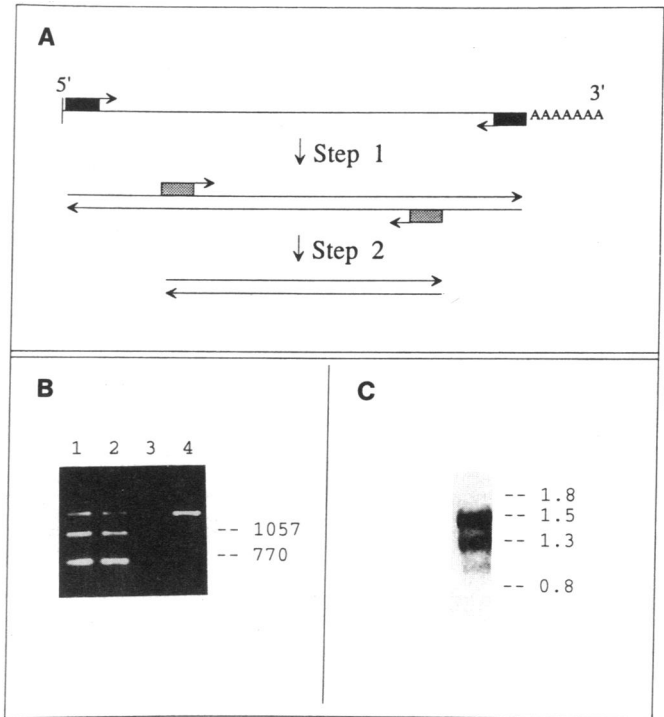 A
5'
3'
AAAAAAA
Step 1
Step 2
B
1 2 3 4
-- 1057
-- 770
C
-- 1.8
-- 1.5
-- 1.3
-- 0.8